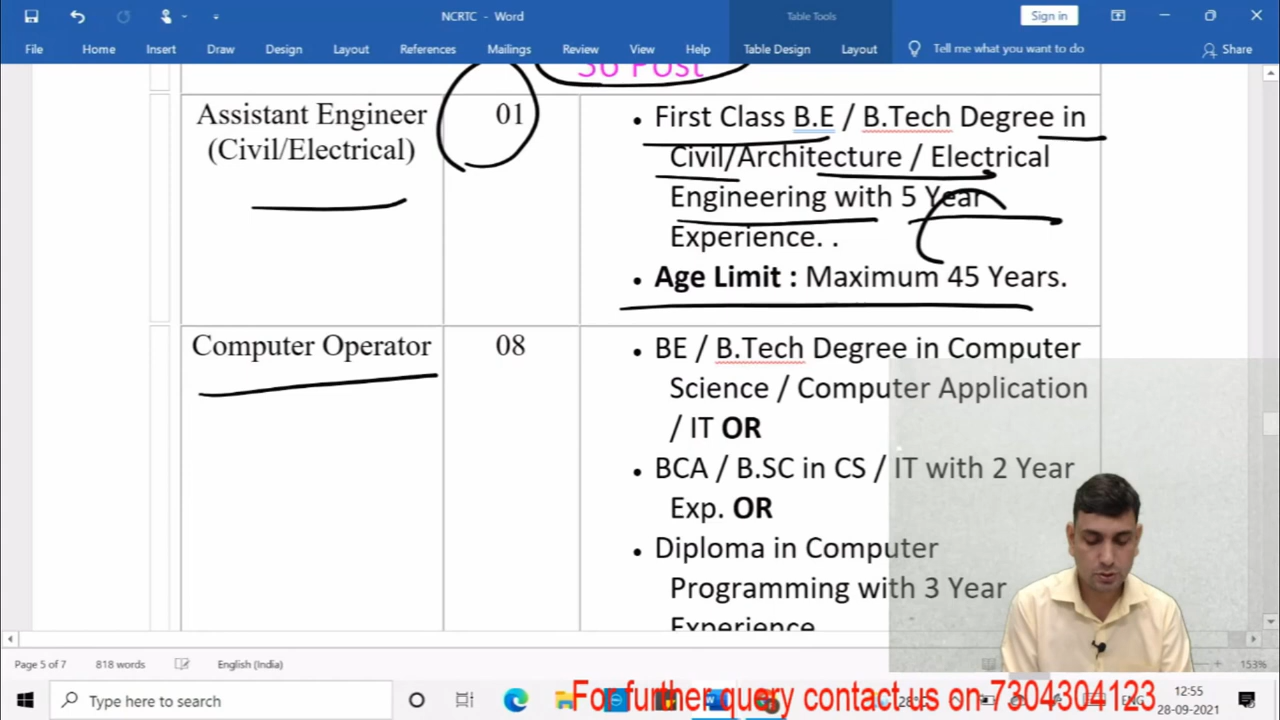 NCRTC - Word
Table Tools
Sign in
File
Home
Insert
Draw
Design
Layout
References
Mailings
Review
View
Help
Table Design
Layout
Tell me what you want to do
Share
36 Post
Assistant Engineer
(Civil/Electrical)
01
• First Class B.E / B.Tech Degree in
Civil/Architecture / Electrical
Engineering with 5 Year
Experience. .
• Age Limit : Maximum 45 Years.
Computer Operator
08
• BE / B.Tech Degree in Computer
Science / Computer Application
/ IT OR
• BCA / B.SC in CS / IT with 2 Year
Exp. OR
• Diploma in Computer
Programming with 3 Year
Experience
Page 5 of 7
818 words
English (India)
153%
Type here to search
For further query contact us on 7304304123
ENG
12:55
28-09-2021